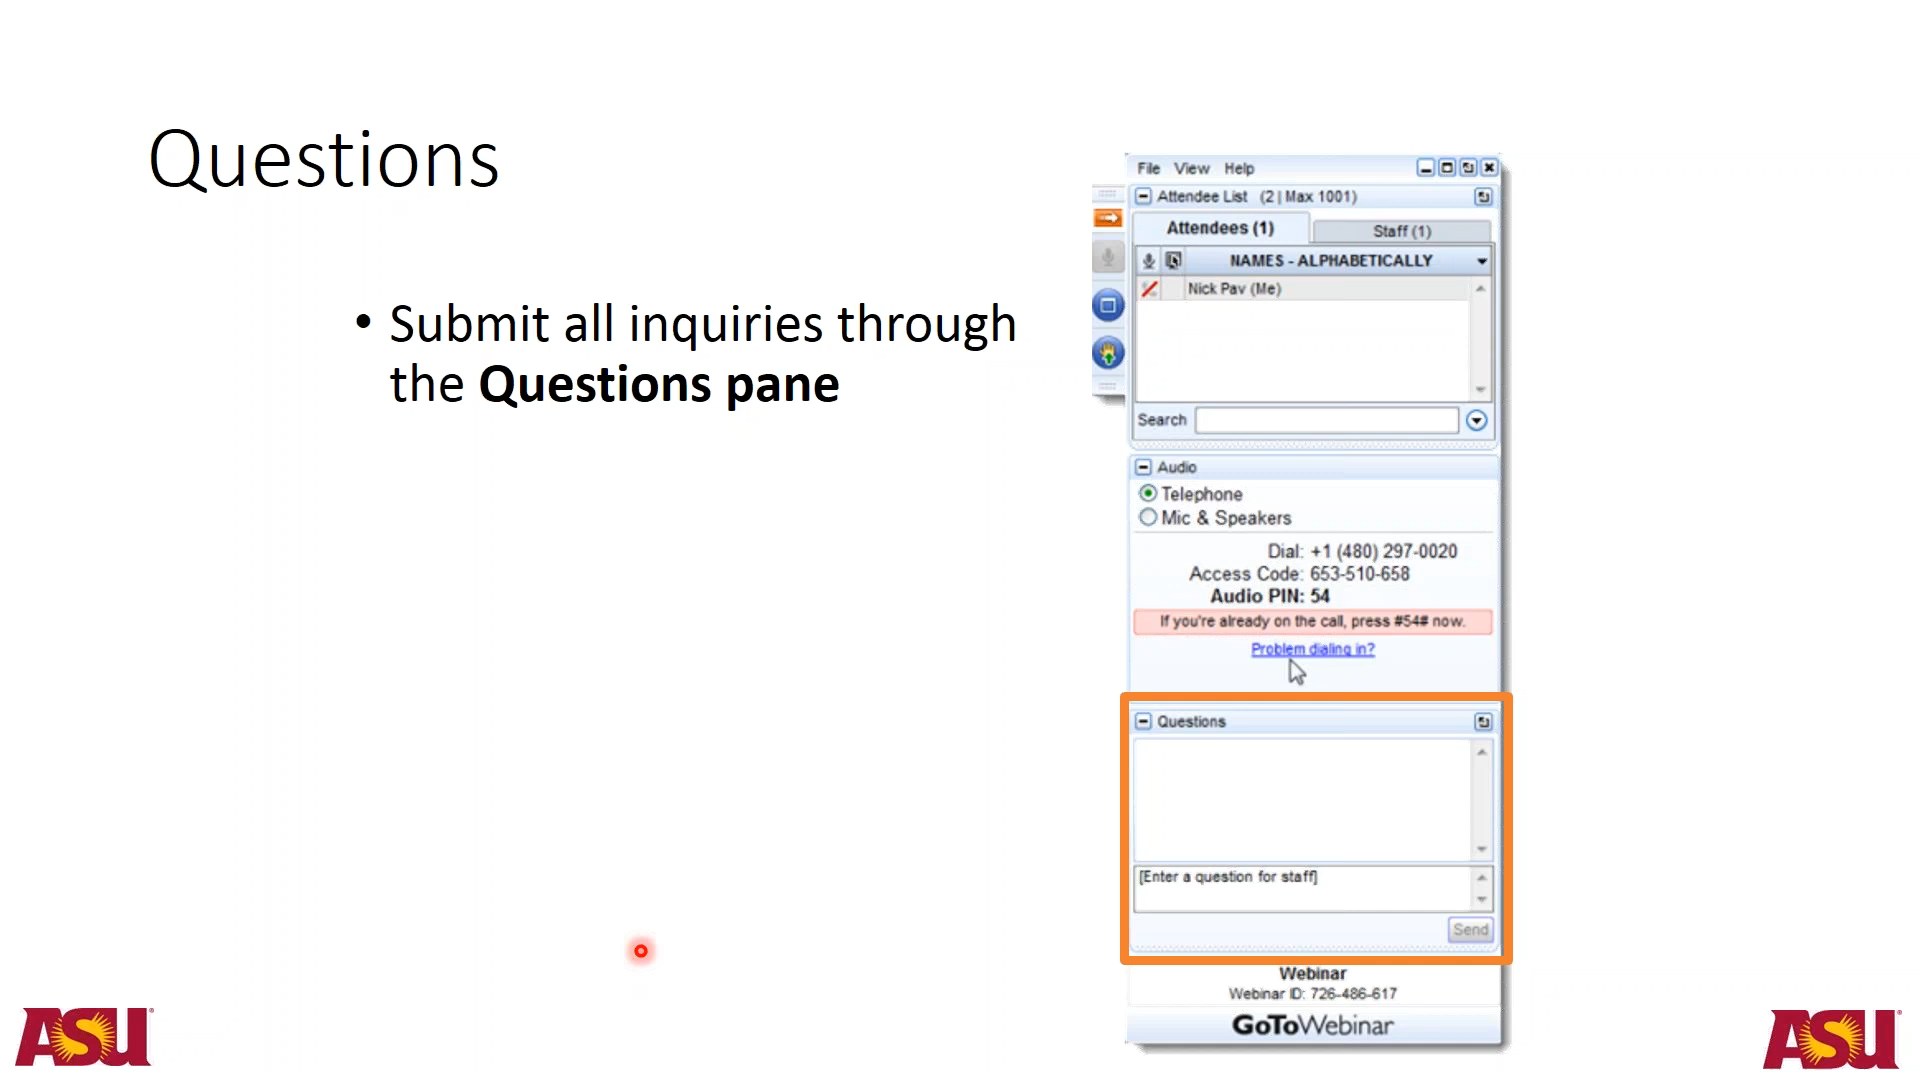 Questions
• Submit all inquiries through
the Questions pane
File View Help
Attendee List (2 | Max 1001)
Attendees (1) Staff (1)
NAMES - ALPHABETICALLY
Nick Pav (Me)
Search
Audio
Telephone
Mic & Speakers
Dial: +1 (480) 297-0020
Access Code: 653-510-658
Audio PIN: 54
If you're already on the call, press #54# now.
Problem dialing in?
Questions
[Enter a question for staff]
Send
Webinar
Webinar ID: 726-486-617
GoToWebinar
ASU
ASU